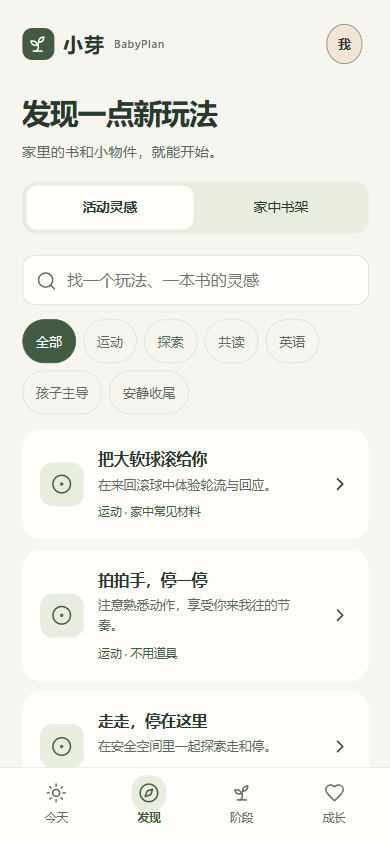 小芽 BabyPlan
我
发现一点新玩法
家里的书和小物件，就能开始。
活动灵感 家中书架
找一个玩法、一本书的灵感
全部 运动 探索 共读 英语
孩子主导 安静收尾
把大软球滚给你
在来回滚球中体验轮流与回应。
运动 · 家中常见材料
拍拍手，停一停
注意熟悉动作，享受你来我往的节
奏。
运动 · 不用道具
走走，停在这里
在安全空间里一起探索走和停。
今天 发现 阶段 成长